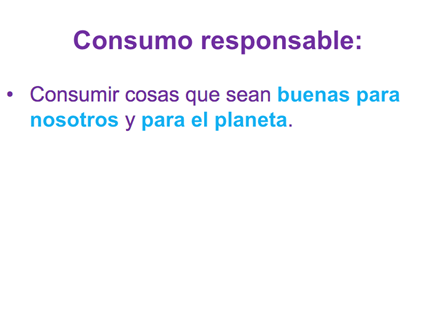 Consumo responsable:
• Consumir cosas que sean buenas para
nosotros y para el planeta.